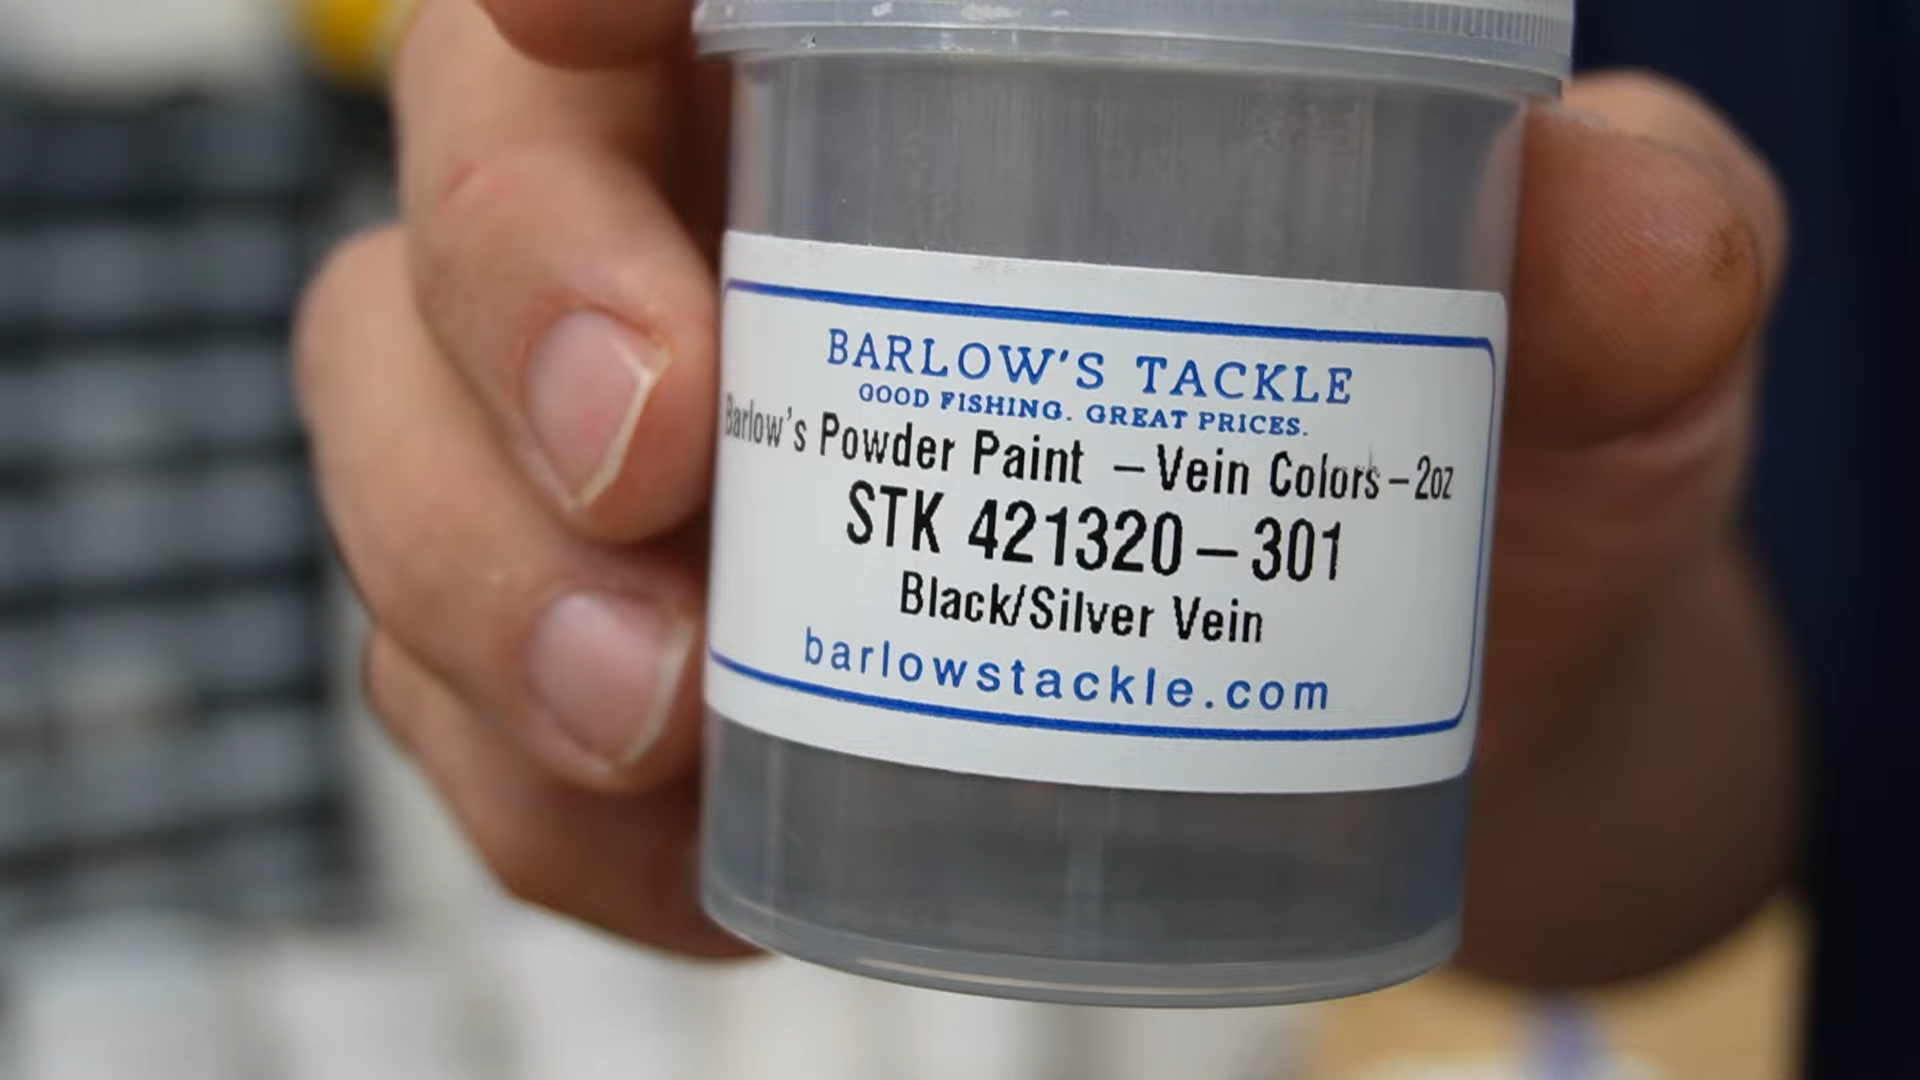 BARLOW'S TACKLE
GOOD FISHING. GREAT PRICES.
Barlow's Powder Paint – Vein Colors – 2oz
STK 421320 – 301
Black/Silver Vein
barlowstackle.com